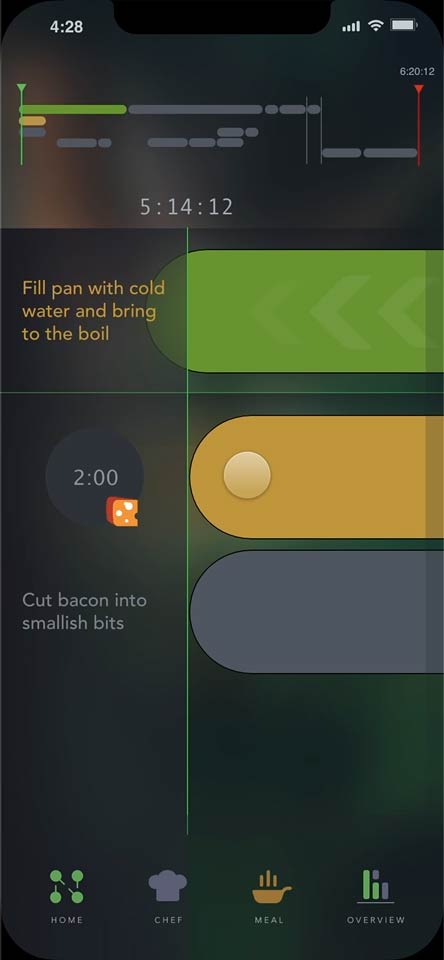 4:28
6:20:12
5:14:12
Fill pan with cold
water and bring
to the boil
2:00
Cut bacon into
smallish bits
HOME CHEF MEAL OVERVIEW